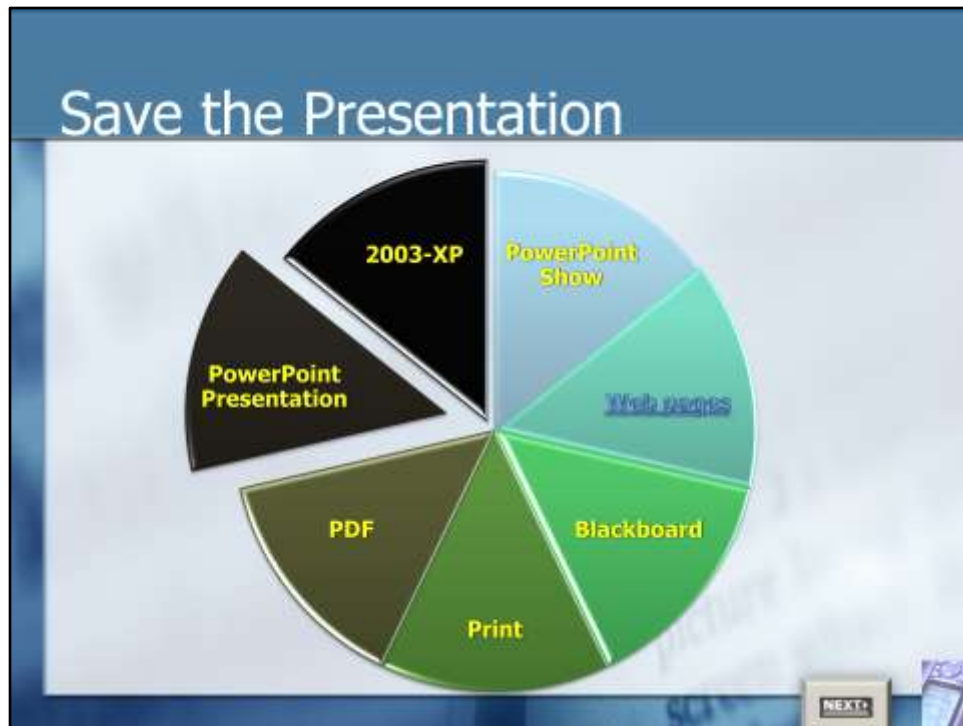 Save the Presentation
2003-XP
PowerPoint
Show
PowerPoint
Presentation
Web pages
PDF
Blackboard
Print
NEXT